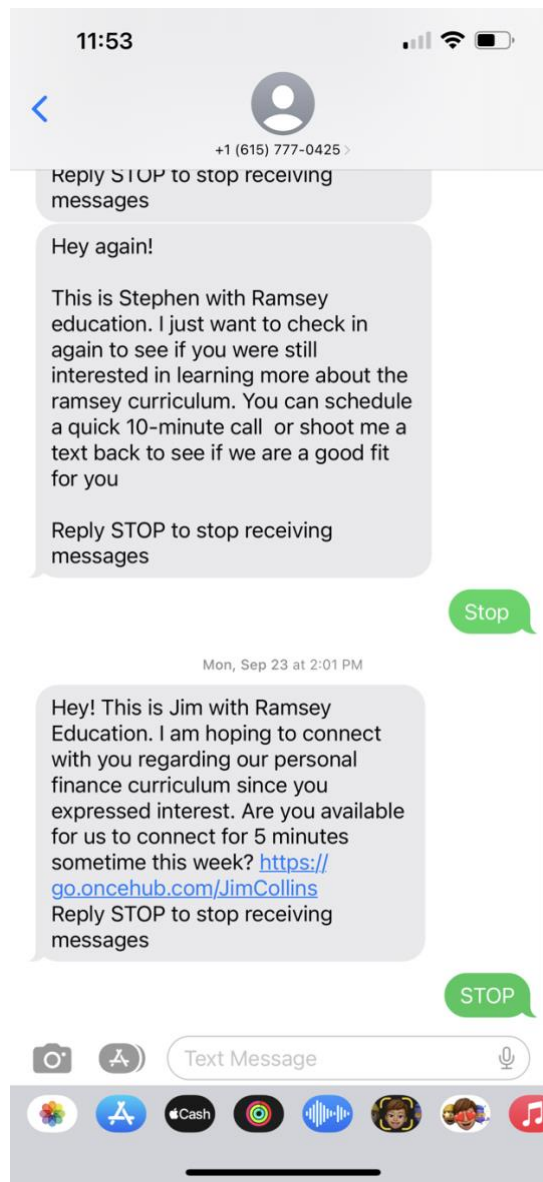 11:53
+1 (615) 777-0425
Reply STOP to stop receiving
messages
Hey again!
This is Stephen with Ramsey
education. I just want to check in
again to see if you were still
interested in learning more about the
ramsey curriculum. You can schedule
a quick 10-minute call  or shoot me a
text back to see if we are a good fit
for you
Reply STOP to stop receiving
messages
Stop
Mon, Sep 23 at 2:01 PM
Hey! This is Jim with Ramsey
Education. I am hoping to connect
with you regarding our personal
finance curriculum since you
expressed interest. Are you available
for us to connect for 5 minutes
sometime this week? https://
go.oncehub.com/JimCollins
Reply STOP to stop receiving
messages
STOP
Text Message
Cash